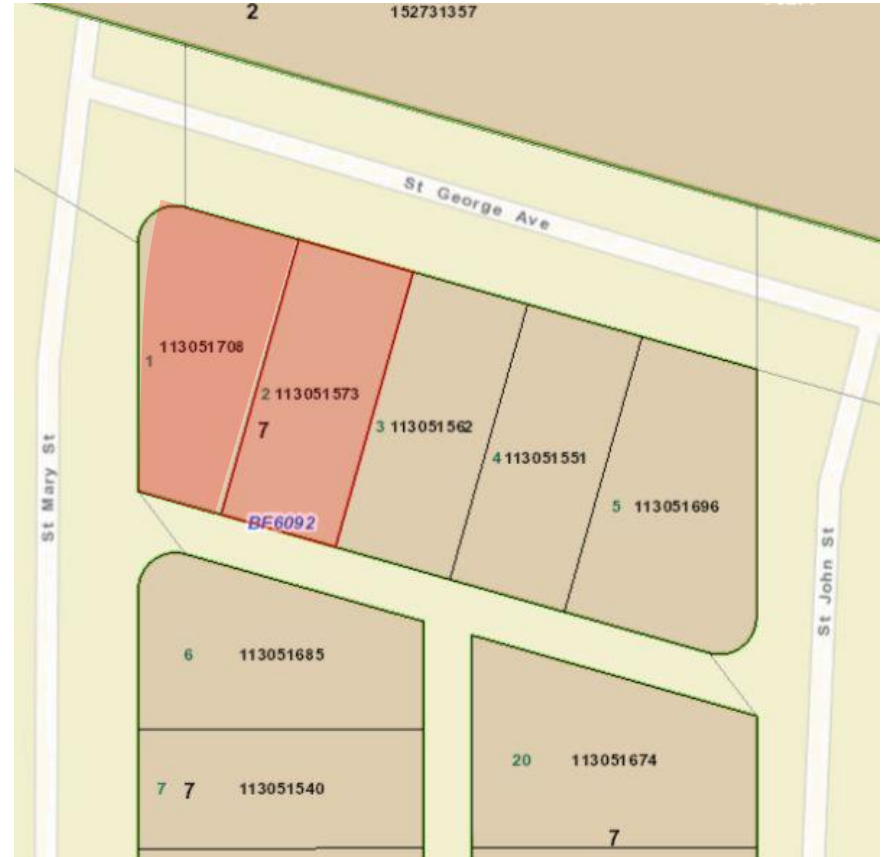 2 152731357
St George Ave
1 113051708
2 113051573
7
3 113051562
4 113051551
5 113051696
St Mary St
BF6092
St John St
6 113051685
20 113051674
7 7 113051540
7